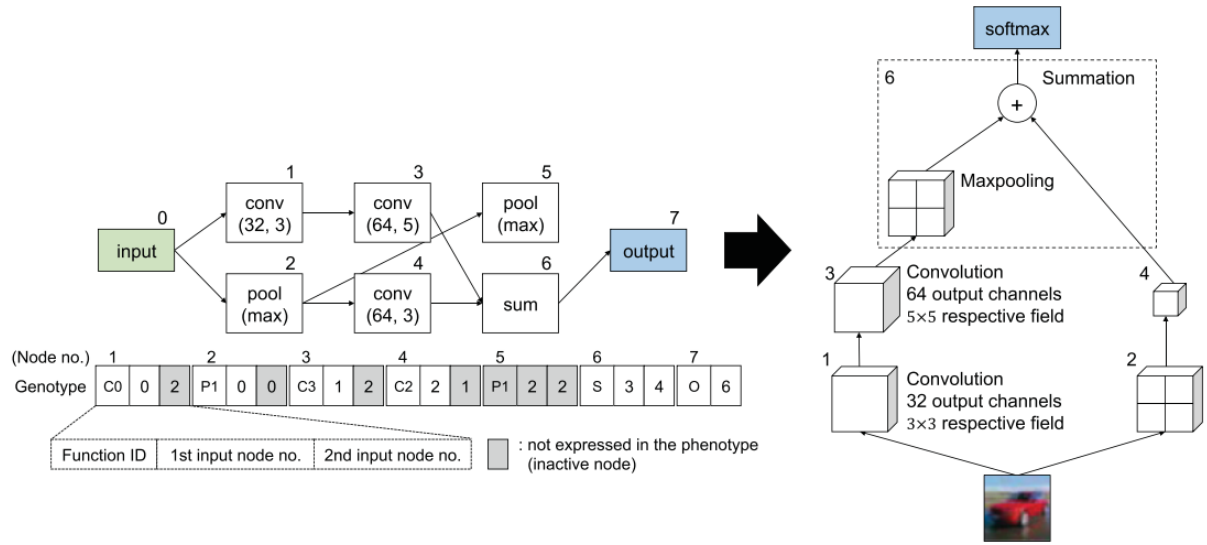 softmax
6
Summation
+
Maxpooling
0
input
1
conv
(32, 3)
2
pool
(max)
3
conv
(64, 5)
4
conv
(64, 3)
5
pool
(max)
6
sum
7
output
3
Convolution
64 output channels
5×5 respective field
4
1
Convolution
32 output channels
3×3 respective field
2
(Node no.) 1 2 3 4 5 6 7
Genotype C0 0 2 P1 0 0 C3 1 2 C2 2 1 P1 2 2 S 3 4 O 6
Function ID 1st input node no. 2nd input node no.
: not expressed in the phenotype
(inactive node)